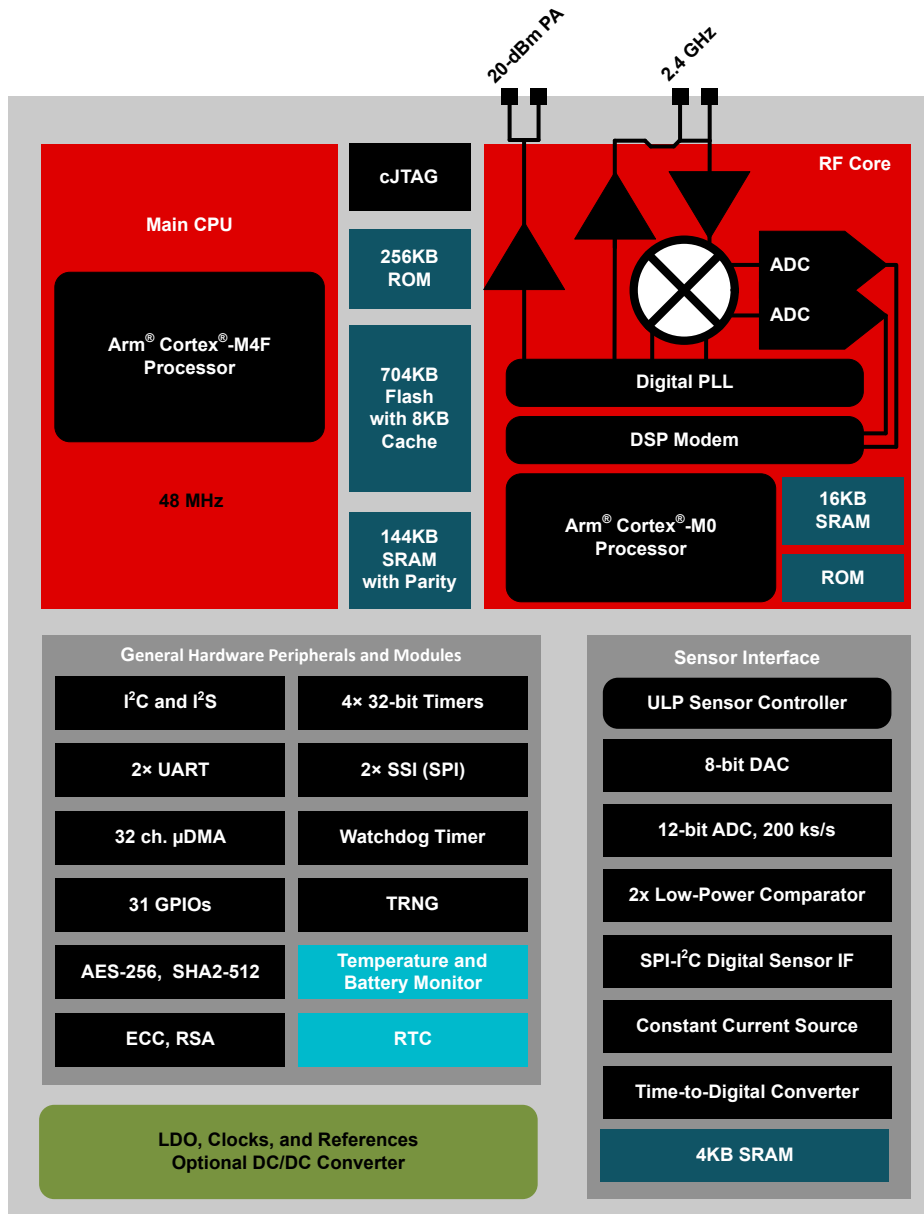 20-dBm PA
2.4 GHz
Main CPU
Arm® Cortex®-M4F
Processor
48 MHz
cJTAG
256KB
ROM
704KB
Flash
with 8KB
Cache
144KB
SRAM
with Parity
RF Core
ADC
ADC
Digital PLL
DSP Modem
Arm® Cortex®-M0
Processor
16KB
SRAM
ROM
General Hardware Peripherals and Modules
I²C and I²S
4× 32-bit Timers
2× UART
2× SSI (SPI)
32 ch. µDMA
Watchdog Timer
31 GPIOs
TRNG
AES-256, SHA2-512
Temperature and
Battery Monitor
ECC, RSA
RTC
LDO, Clocks, and References
Optional DC/DC Converter
Sensor Interface
ULP Sensor Controller
8-bit DAC
12-bit ADC, 200 ks/s
2x Low-Power Comparator
SPI-I²C Digital Sensor IF
Constant Current Source
Time-to-Digital Converter
4KB SRAM